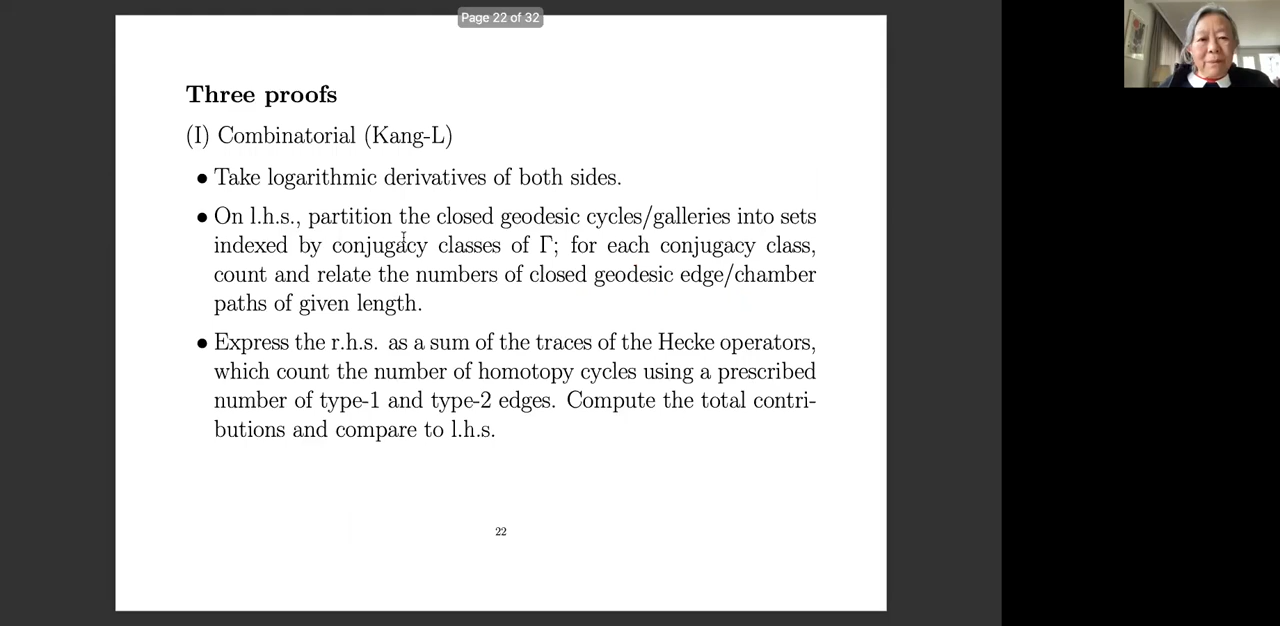 Page 22 of 32
Three proofs
(I) Combinatorial (Kang-L)
• Take logarithmic derivatives of both sides.
• On l.h.s., partition the closed geodesic cycles/galleries into sets
indexed by conjugacy classes of Γ; for each conjugacy class,
count and relate the numbers of closed geodesic edge/chamber
paths of given length.
• Express the r.h.s. as a sum of the traces of the Hecke operators,
which count the number of homotopy cycles using a prescribed
number of type-1 and type-2 edges. Compute the total contri-
butions and compare to l.h.s.
22